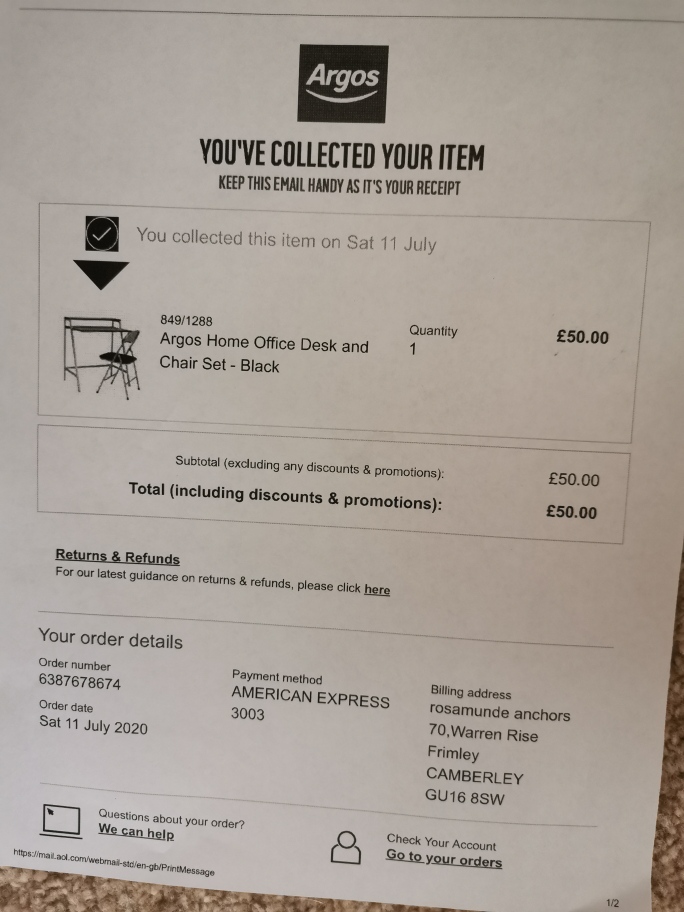 Argos
YOU'VE COLLECTED YOUR ITEM
KEEP THIS EMAIL HANDY AS IT'S YOUR RECEIPT
You collected this item on Sat 11 July
849/1288
Argos Home Office Desk and
Chair Set - Black
Quantity
1
£50.00
Subtotal (excluding any discounts & promotions):
£50.00
Total (including discounts & promotions):
£50.00
Returns & Refunds
For our latest guidance on returns & refunds, please click here
Your order details
Order number
6387678674
Order date
Sat 11 July 2020
Payment method
AMERICAN EXPRESS
3003
Billing address
rosamunde anchors
70,Warren Rise
Frimley
CAMBERLEY
GU16 8SW
Questions about your order?
We can help
Check Your Account
Go to your orders
https://mail.aol.com/webmail-std/en-gb/PrintMessage
1/2